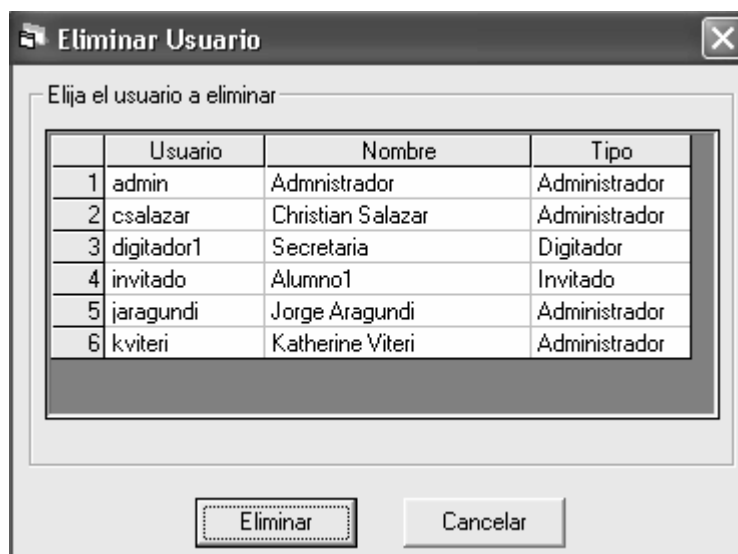 Eliminar Usuario
Elija el usuario a eliminar
Usuario Nombre Tipo
1 admin Admnistrador Administrador
2 csalazar Christian Salazar Administrador
3 digitador1 Secretaria Digitador
4 invitado Alumno1 Invitado
5 jaragundi Jorge Aragundi Administrador
6 kviteri Katherine Viteri Administrador
Eliminar Cancelar